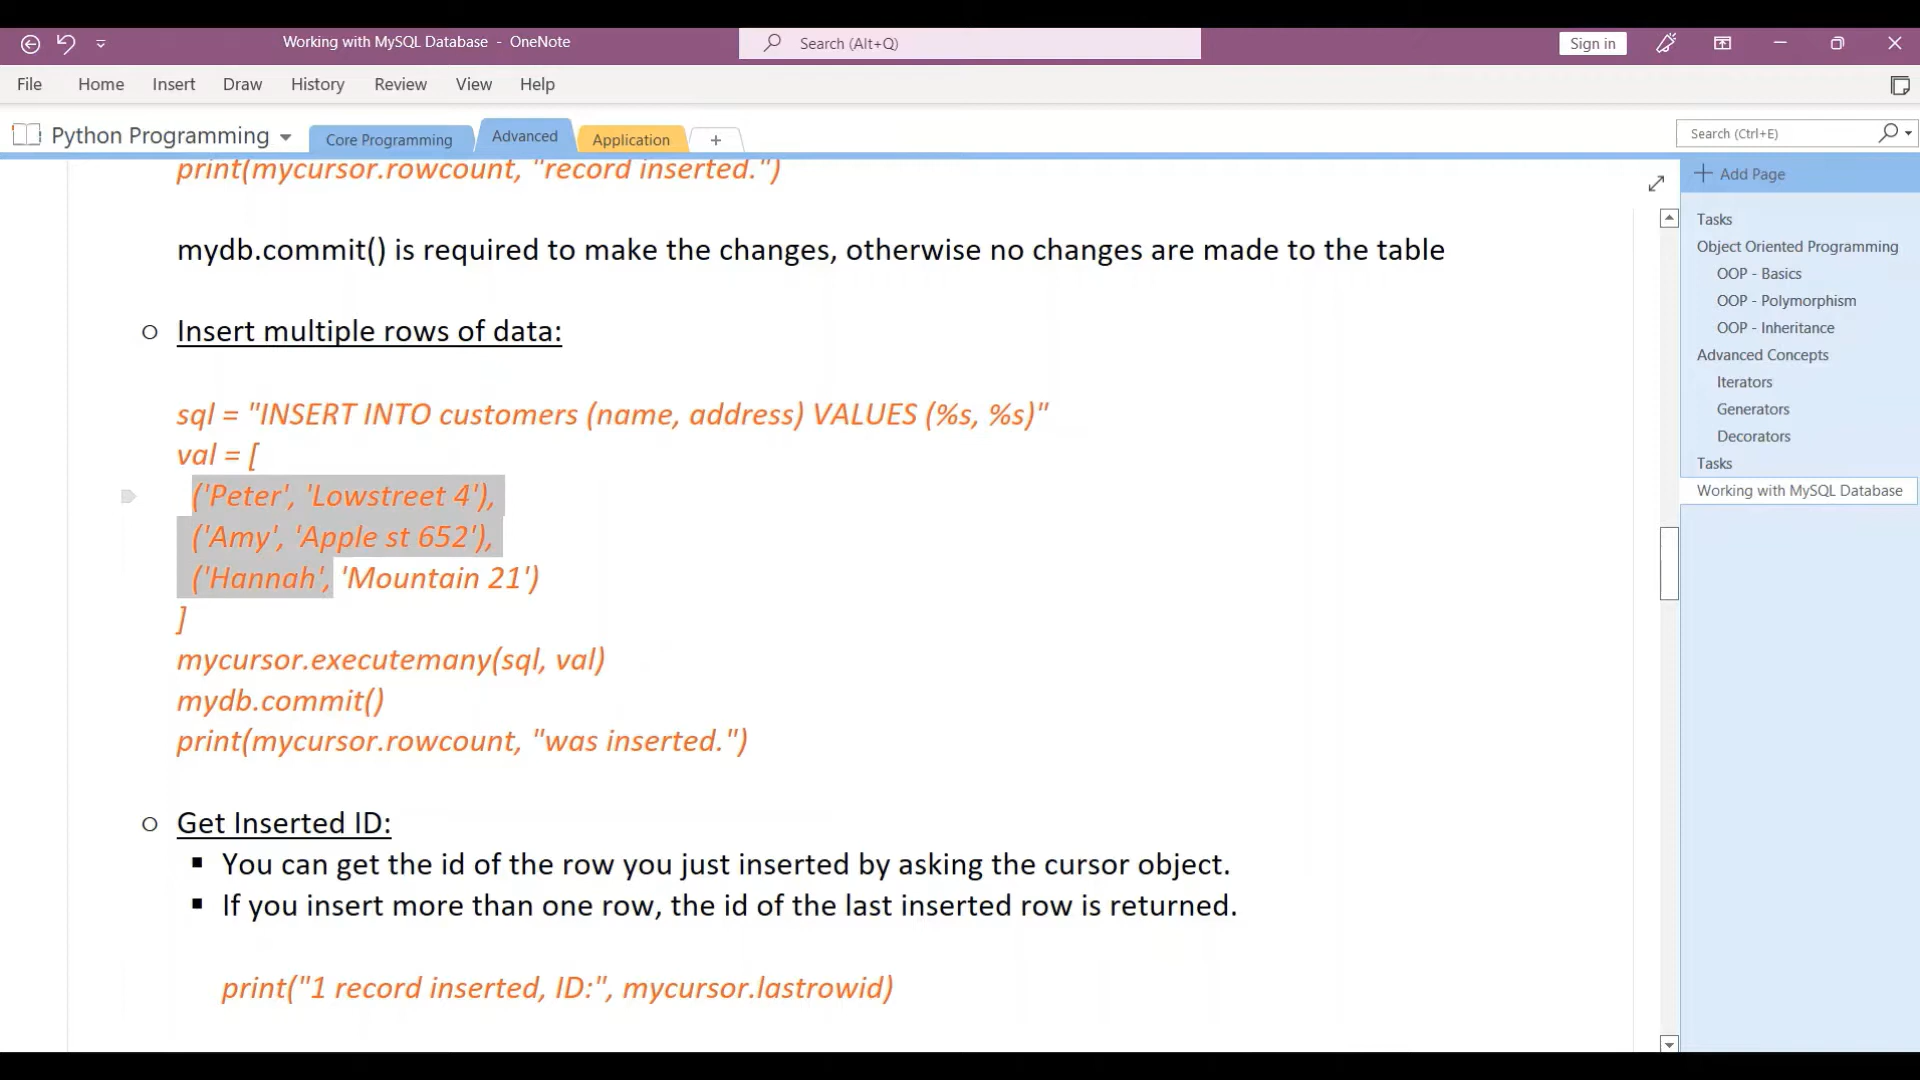 Working with MySQL Database - OneNote
Search (Alt+Q)
Sign in
File Home Insert Draw History Review View Help
Python Programming
Core Programming
Advanced
Application
+
Search (Ctrl+E)
print(mycursor.rowcount, "record inserted.")
mydb.commit() is required to make the changes, otherwise no changes are made to the table
Insert multiple rows of data:
sql = "INSERT INTO customers (name, address) VALUES (%s, %s)"
val = [
('Peter', 'Lowstreet 4'),
('Amy', 'Apple st 652'),
('Hannah', 'Mountain 21')
]
mycursor.executemany(sql, val)
mydb.commit()
print(mycursor.rowcount, "was inserted.")
Get Inserted ID:
You can get the id of the row you just inserted by asking the cursor object.
If you insert more than one row, the id of the last inserted row is returned.
print("1 record inserted, ID:", mycursor.lastrowid)
Add Page
Tasks
Object Oriented Programming
OOP - Basics
OOP - Polymorphism
OOP - Inheritance
Advanced Concepts
Iterators
Generators
Decorators
Tasks
Working with MySQL Database